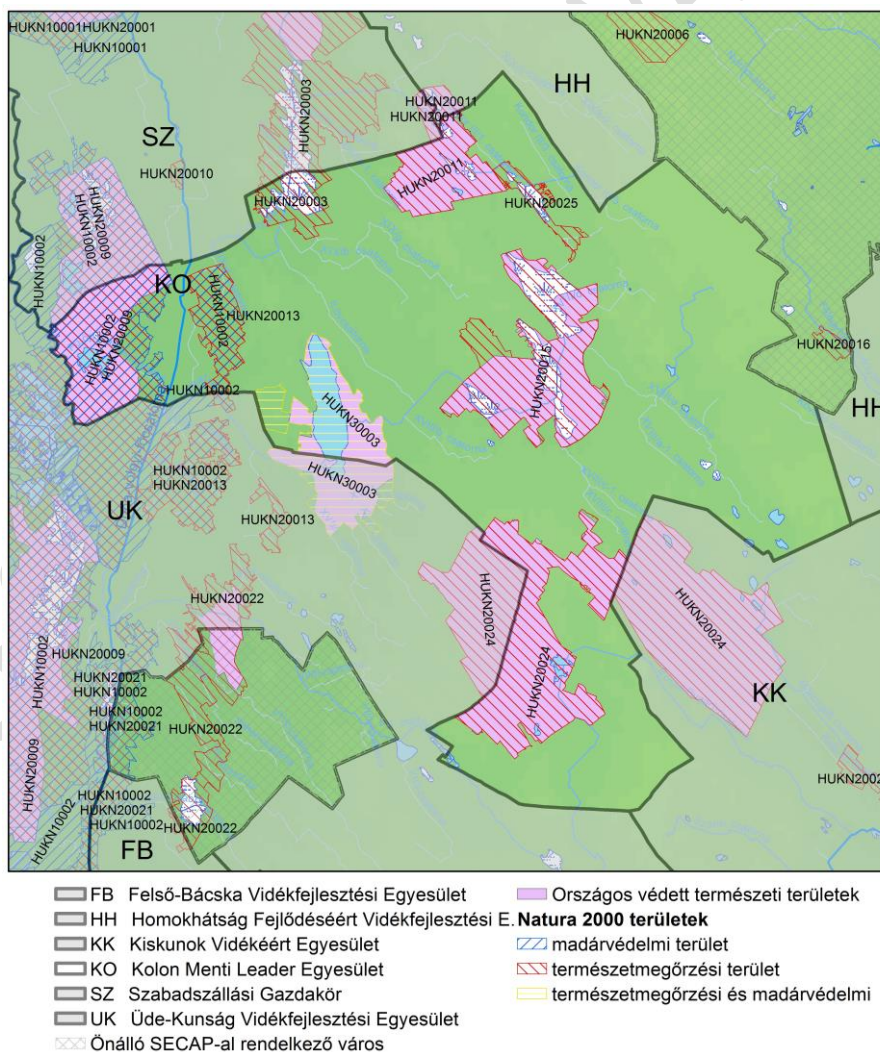 HUKN10001 HUKN20001
HUKN10001
HUKN20006
HH
HUKN20003
HUKN20011
HUKN20011
SZ
HUKN20010
HUKN20011
HUKN20003
HUKN20025
HUKN20009
HUKN10002
HUKN10002
KO
HUKN10002
HUKN20009
HUKN10002
HUKN20013
HUKN20015
HUKN20016
HUKN10002
HH
HUKN30003
HUKN30003
HUKN10002
HUKN20013
UK
HUKN20013
HUKN20024
HUKN20024
HUKN20022
HUKN10002
HUKN20009
HUKN20021
HUKN10002
HUKN20024
KK
HUKN10002
HUKN20021
HUKN20022
HUKN20009
HUKN202
HUKN10002
HUKN10002
HUKN20021
HUKN10002
HUKN20022
FB
FB Felső-Bácska Vidékfejlesztési Egyesület
HH Homokhátság Fejlődéséért Vidékfejlesztési E.
KK Kiskunok Vidékéért Egyesület
KO Kolon Menti Leader Egyesület
SZ Szabadszállási Gazdakör
UK Üde-Kunság Vidékfejlesztési Egyesület
Önálló SECAP-al rendelkező város
Országos védett természeti területek
Natura 2000 területek
madárvédelmi terület
természetmegőrzési terület
természetmegőrzési és madárvédelmi